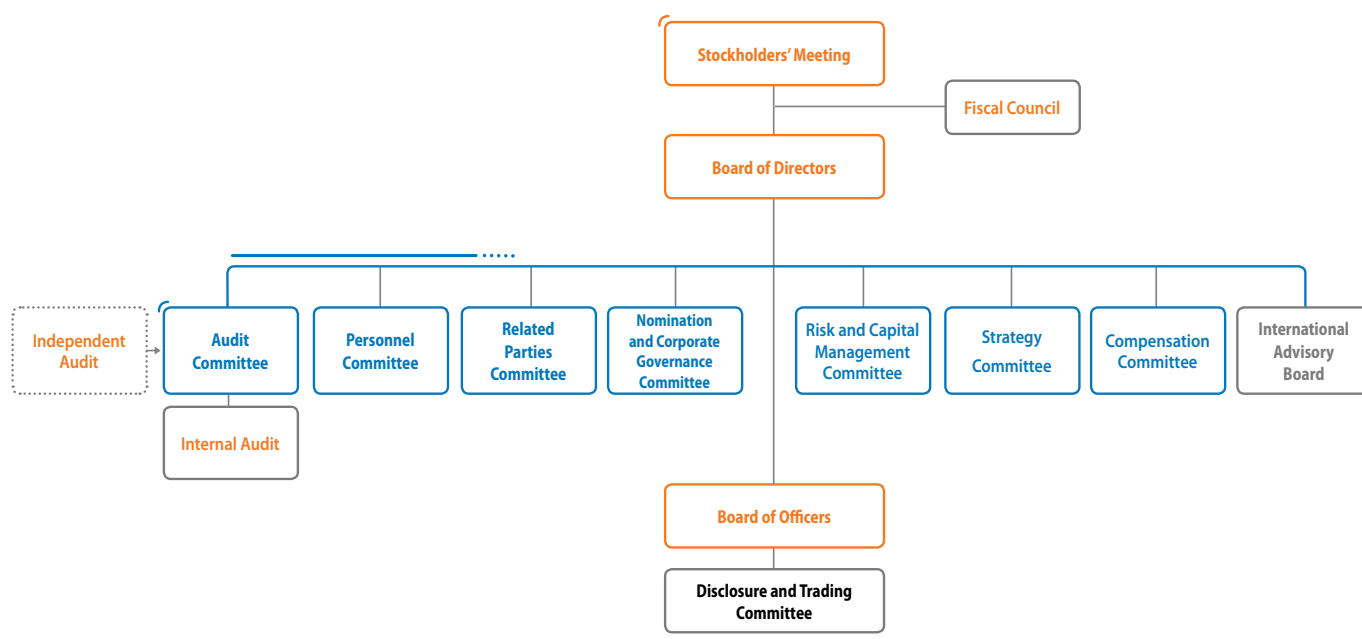 Stockholders' Meeting
Fiscal Council
Board of Directors
Independent
Audit
Audit
Committee
Personnel
Committee
Related
Parties
Committee
Nomination
and Corporate
Governance
Committee
Risk and Capital
Management
Committee
Strategy
Committee
Compensation
Committee
International
Advisory
Board
Internal Audit
Board of Officers
Disclosure and Trading
Committee